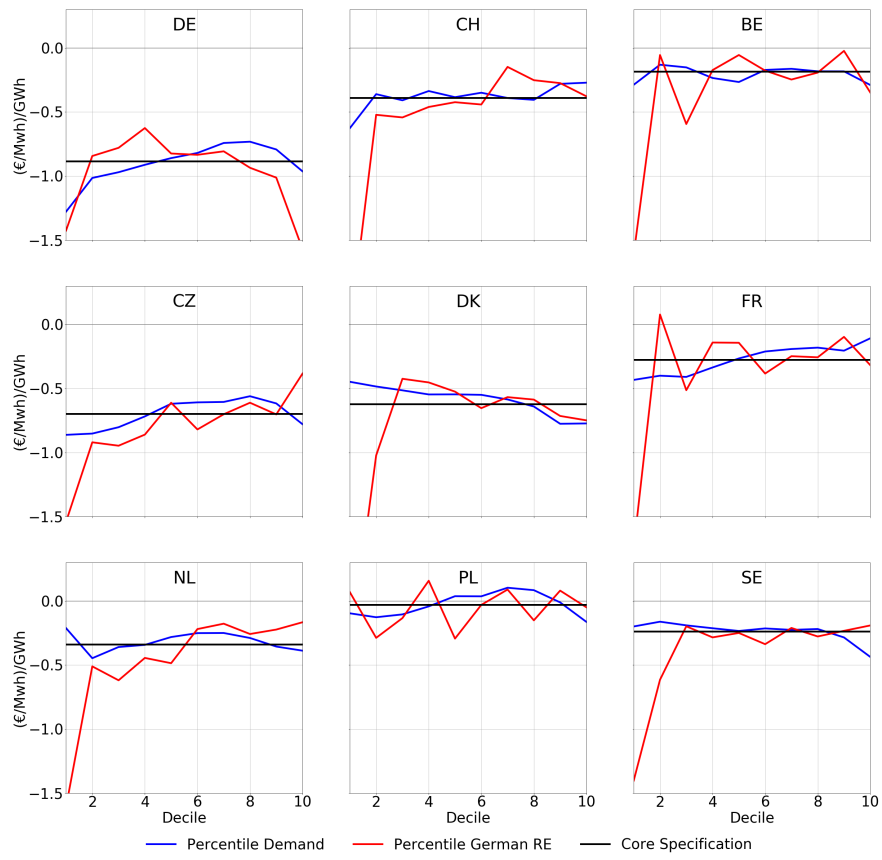 DE CH BE
0.0
−0.5
−1.0
−1.5
(€/Mwh)/GWh
CZ DK FR
0.0
−0.5
−1.0
−1.5
(€/Mwh)/GWh
NL PL SE
0.0
−0.5
−1.0
−1.5
(€/Mwh)/GWh
2 4 6 8 10 2 4 6 8 10 2 4 6 8 10
Decile Decile Decile
Percentile Demand Percentile German RE Core Specification